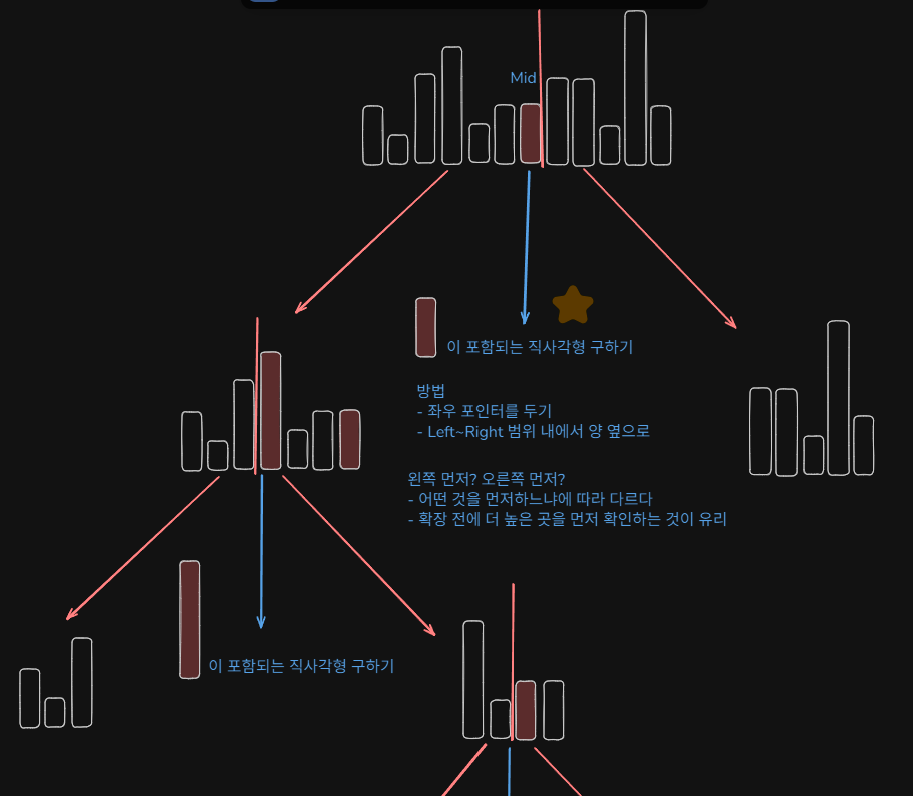 Mid
이 포함되는 직사각형 구하기
방법
- 좌우 포인터를 두기
- Left~Right 범위 내에서 양 옆으로
왼쪽 먼저? 오른쪽 먼저?
- 어떤 것을 먼저하느냐에 따라 다르다
- 확장 전에 더 높은 곳을 먼저 확인하는 것이 유리
이 포함되는 직사각형 구하기